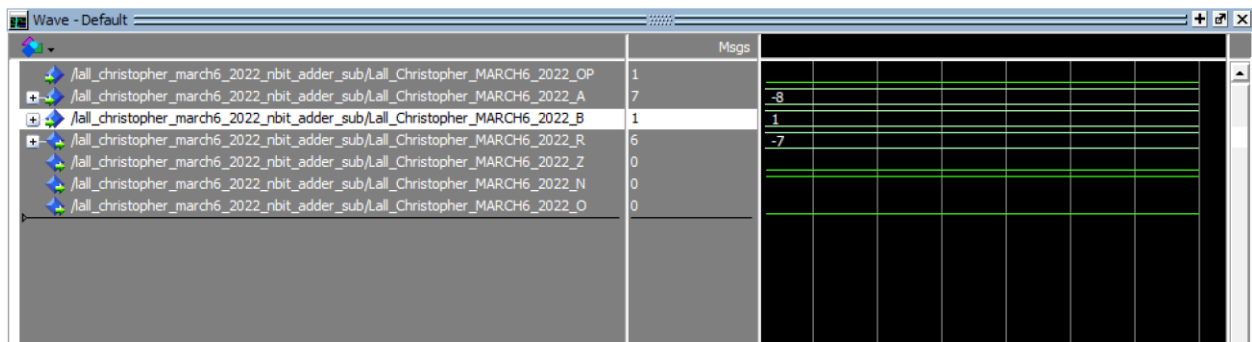 Wave - Default
Msgs
/lall_christopher_march6_2022_nbit_adder_sub/Lall_Christopher_MARCH6_2022_OP 1
/lall_christopher_march6_2022_nbit_adder_sub/Lall_Christopher_MARCH6_2022_A 7 -8
/lall_christopher_march6_2022_nbit_adder_sub/Lall_Christopher_MARCH6_2022_B 1 1
/lall_christopher_march6_2022_nbit_adder_sub/Lall_Christopher_MARCH6_2022_R 6 -7
/lall_christopher_march6_2022_nbit_adder_sub/Lall_Christopher_MARCH6_2022_Z 0
/lall_christopher_march6_2022_nbit_adder_sub/Lall_Christopher_MARCH6_2022_N 0
/lall_christopher_march6_2022_nbit_adder_sub/Lall_Christopher_MARCH6_2022_O 0